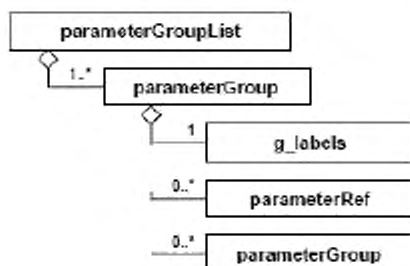 parameterGroupList
1..*
parameterGroup
1
g_labels
0..*
parameterRef
0..*
parameterGroup